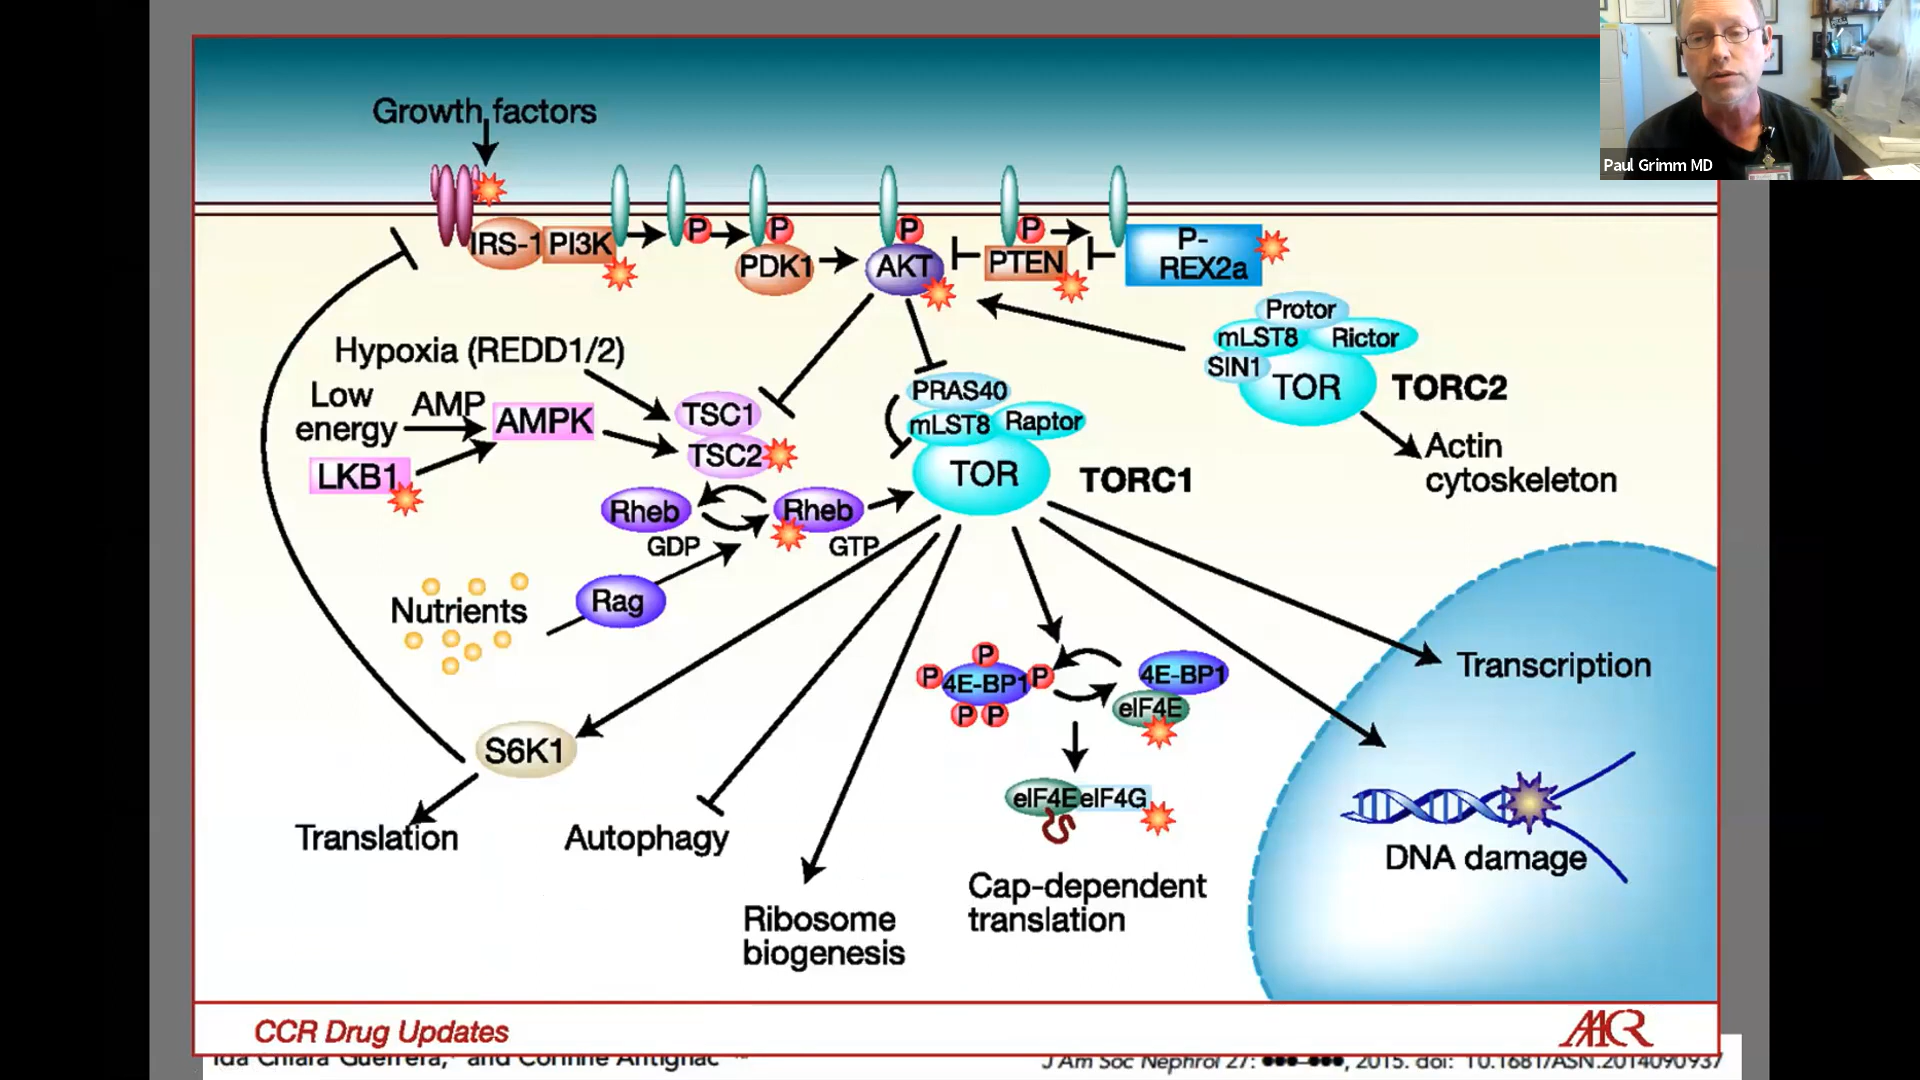 Paul Grimm MD
Growth factors
IRS-1
PI3K
P
P
PDK1
P
AKT
P
PTEN
P-
REX2a
Protor
mLST8
Rictor
SIN1
TOR
TORC2
Actin
cytoskeleton
Hypoxia (REDD1/2)
Low
energy
AMP
AMPK
LKB1
TSC1
TSC2
PRAS40
mLST8
Raptor
TOR
TORC1
Rheb
GDP
Rheb
GTP
Rag
Nutrients
P
P
4E-BP1
P
P
P
4E-BP1
eIF4E
Transcription
S6K1
eIF4E
eIF4G
Translation
Autophagy
DNA damage
Cap-dependent
translation
Ribosome
biogenesis
CCR Drug Updates
AACR
Ida Chiara Guerrera, and Corinne Antignac
J Am Soc Nephrol 27: ●●●–●●●, 2015. doi: 10.1681/ASN.2014090937